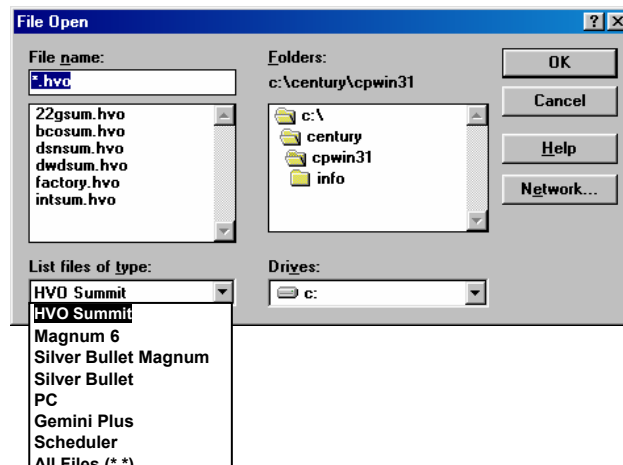 File Open
File name:
*.hvo
22gsum.hvo
bcosum.hvo
dsnsum.hvo
dwdsum.hvo
factory.hvo
intsum.hvo
Folders:
c:\century\cpwin31
c:\
century
cpwin31
info
OK
Cancel
Help
Network...
List files of type:
HVO Summit
HVO Summit
Magnum 6
Silver Bullet Magnum
Silver Bullet
PC
Gemini Plus
Scheduler
All Files (*.*)
Drives:
c: